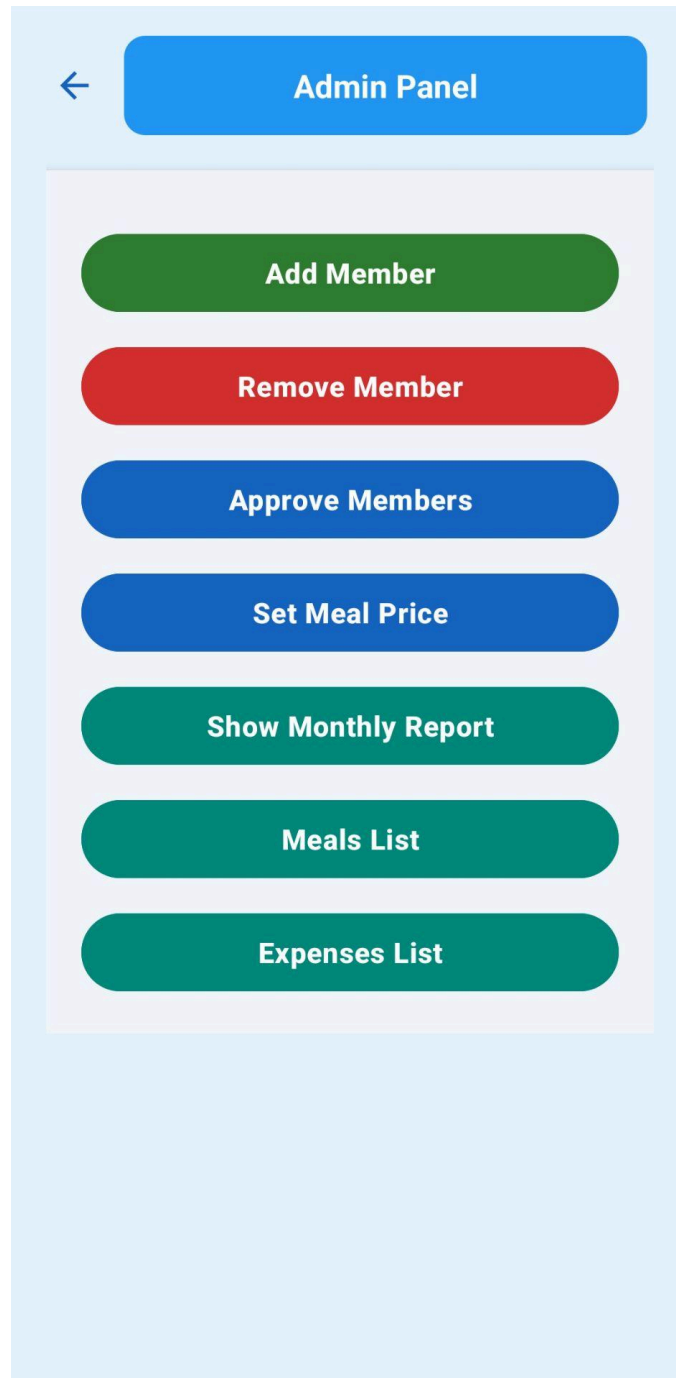 Admin Panel
Add Member
Remove Member
Approve Members
Set Meal Price
Show Monthly Report
Meals List
Expenses List